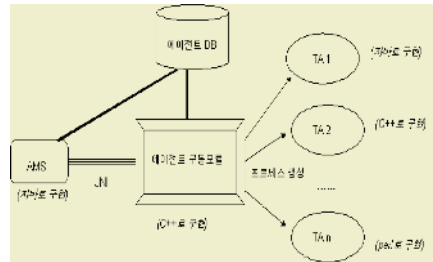 에이전트 DB
TA1
(자바로 구현)
TA2
(C++로 구현)
AMS
JNI
에이전트 구동모듈
프로세스 생성
......
(자바로 구현)
(C++로 구현)
TAn
(perl로 구현)